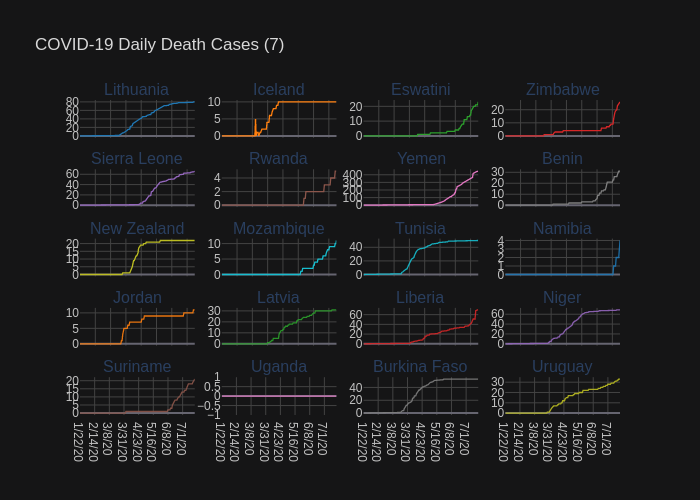 COVID-19 Daily Death Cases (7)
Lithuania Iceland Eswatini Zimbabwe
80 60 40 20 0
10 5 0
20 10 0
20 10 0
Sierra Leone Rwanda Yemen Benin
60 40 20 0
4 2 0
400 300 200 100 0
30 20 10 0
New Zealand Mozambique Tunisia Namibia
20 15 10 5 0
10 5 0
40 20 0
4 3 2 1 0
Jordan Latvia Liberia Niger
10 5 0
30 20 10 0
60 40 20 0
60 40 20 0
Suriname Uganda Burkina Faso Uruguay
20 15 10 5 0
1 0.5 0 −0.5 −1
40 20 0
30 20 10 0
1/22/20 2/14/20 3/8/20 3/31/20 4/23/20 5/16/20 6/8/20 7/1/20
1/22/20 2/14/20 3/8/20 3/31/20 4/23/20 5/16/20 6/8/20 7/1/20
1/22/20 2/14/20 3/8/20 3/31/20 4/23/20 5/16/20 6/8/20 7/1/20
1/22/20 2/14/20 3/8/20 3/31/20 4/23/20 5/16/20 6/8/20 7/1/20